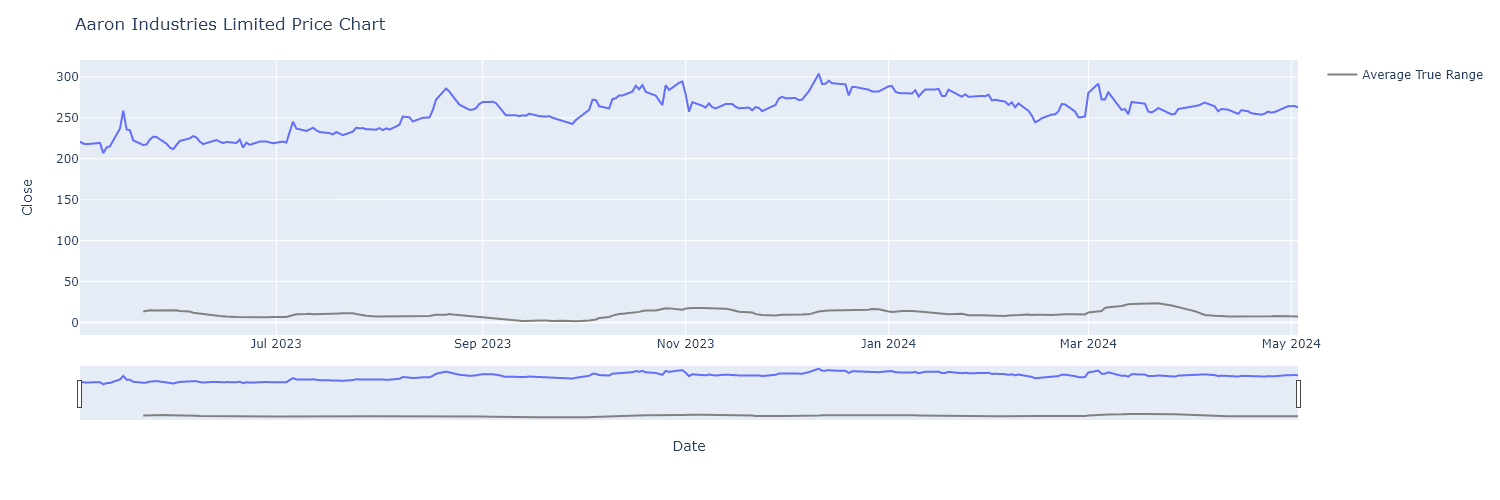 Aaron Industries Limited Price Chart
Average True Range
Close
300
250
200
150
100
50
0
Jul 2023
Sep 2023
Nov 2023
Jan 2024
Mar 2024
May 2024
Date